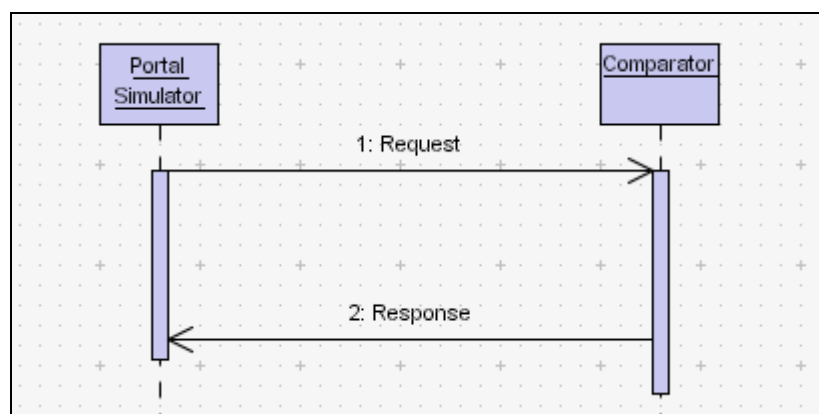 Portal
Simulator
Comparator
1: Request
2: Response